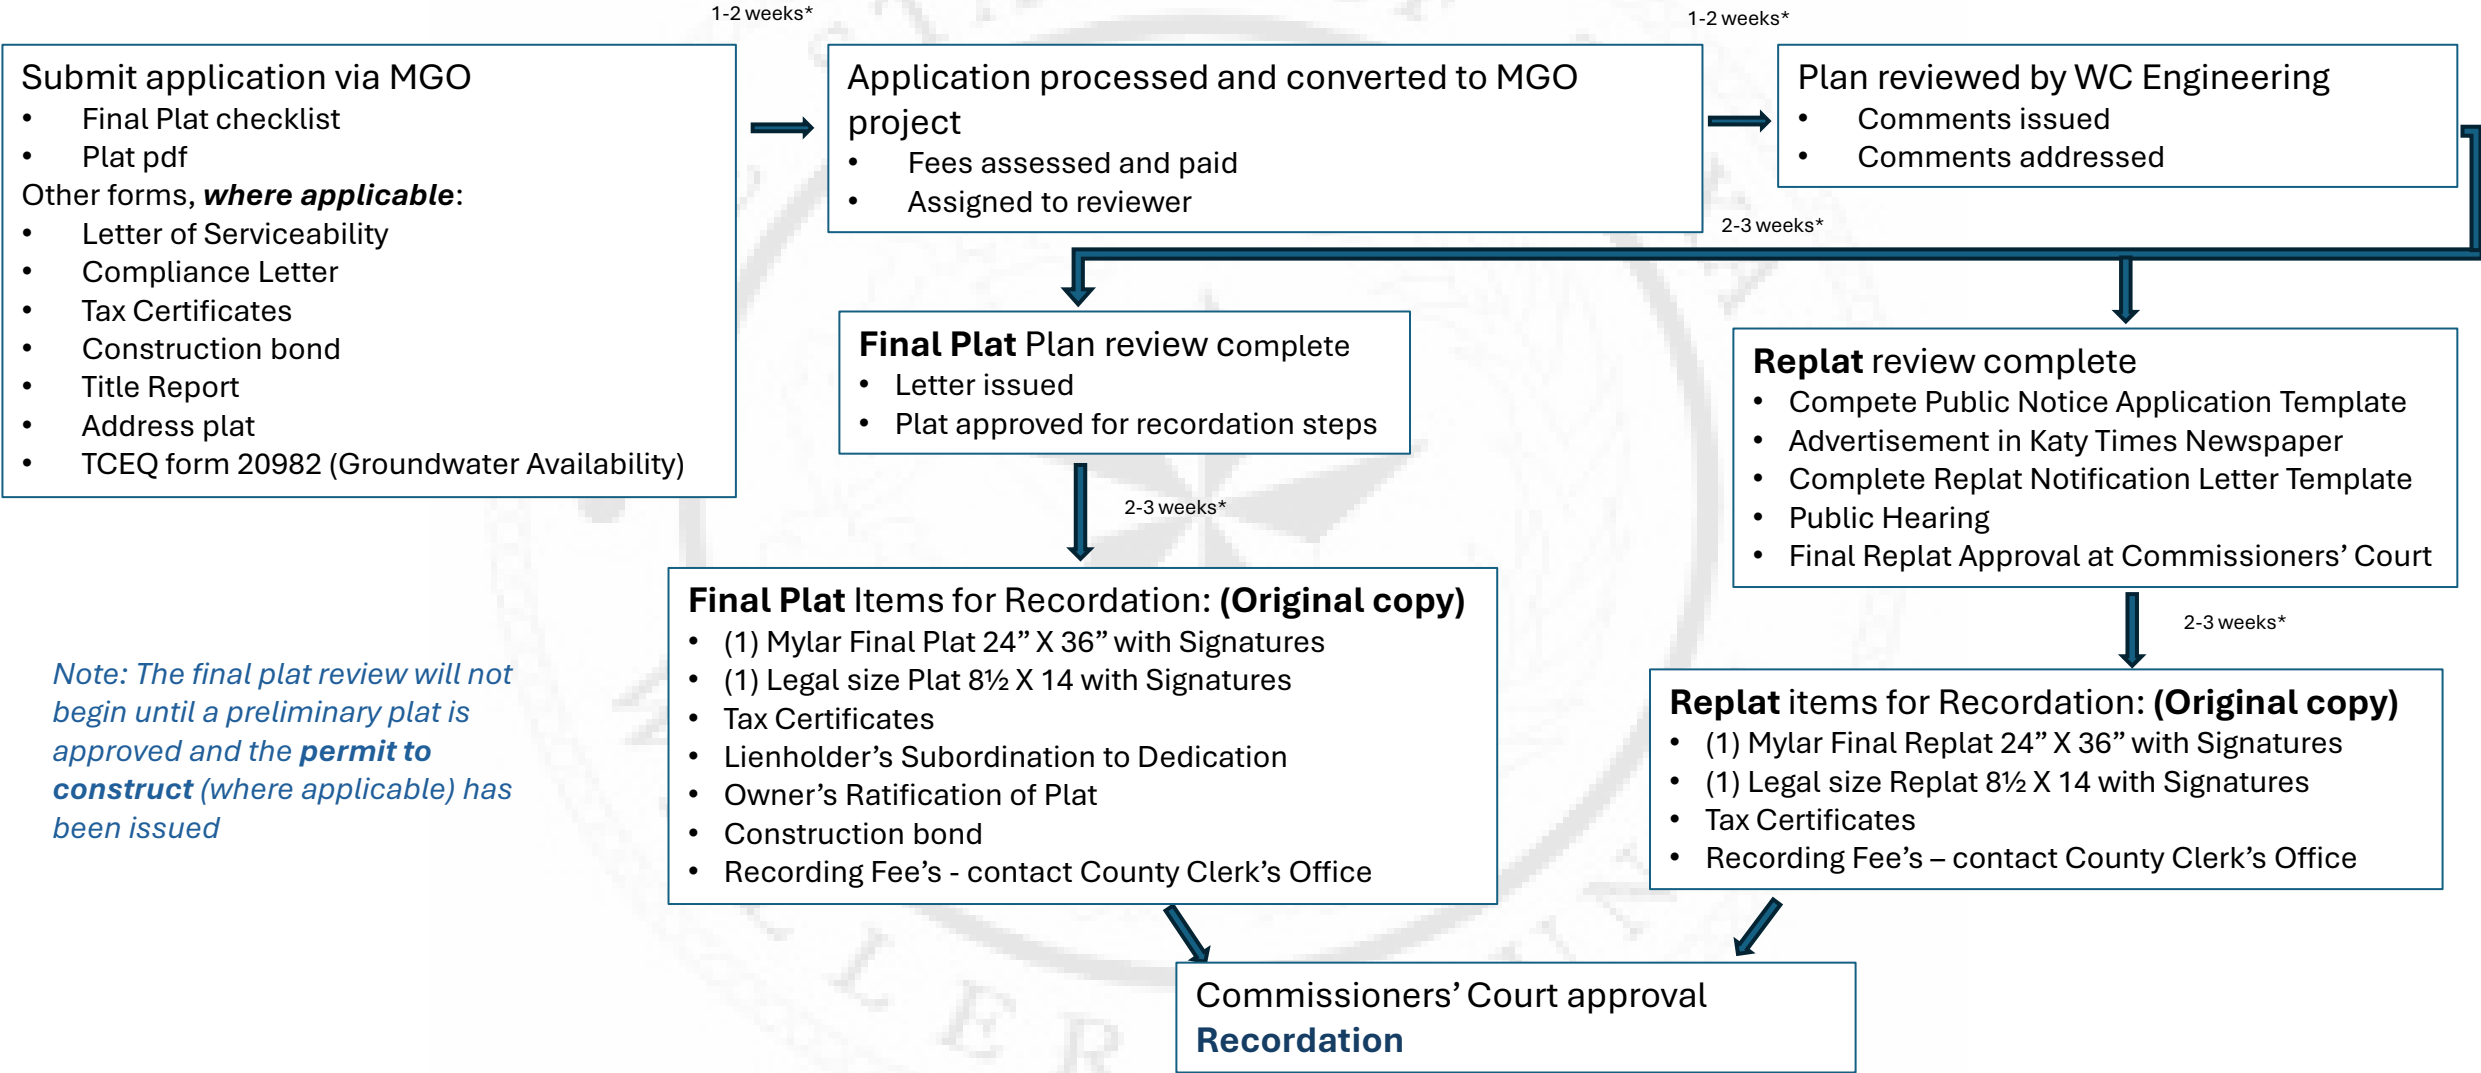 1-2 weeks*
1-2 weeks*
Submit application via MGO
• Final Plat checklist
• Plat pdf
Other forms, where applicable:
• Letter of Serviceability
• Compliance Letter
• Tax Certificates
• Construction bond
• Title Report
• Address plat
• TCEQ form 20982 (Groundwater Availability)
Application processed and converted to MGO
project
• Fees assessed and paid
• Assigned to reviewer
Plan reviewed by WC Engineering
• Comments issued
• Comments addressed
2-3 weeks*
Final Plat Plan review complete
• Letter issued
• Plat approved for recordation steps
2-3 weeks*
Final Plat Items for Recordation: (Original copy)
• (1) Mylar Final Plat 24” X 36” with Signatures
• (1) Legal size Plat 8½ X 14 with Signatures
• Tax Certificates
• Lienholder’s Subordination to Dedication
• Owner’s Ratification of Plat
• Construction bond
• Recording Fee’s - contact County Clerk’s Office
Replat review complete
• Compete Public Notice Application Template
• Advertisement in Katy Times Newspaper
• Complete Replat Notification Letter Template
• Public Hearing
• Final Replat Approval at Commissioners’ Court
2-3 weeks*
Replat items for Recordation: (Original copy)
• (1) Mylar Final Replat 24” X 36” with Signatures
• (1) Legal size Replat 8½ X 14 with Signatures
• Tax Certificates
• Recording Fee’s – contact County Clerk’s Office
Note: The final plat review will not
begin until a preliminary plat is
approved and the permit to
construct (where applicable) has
been issued
Commissioners’ Court approval
Recordation